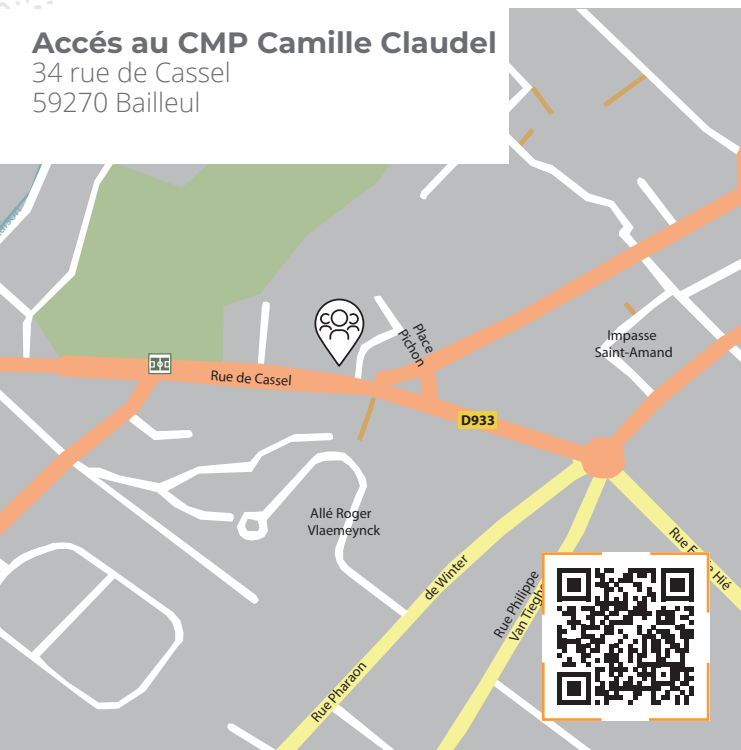 Accés au CMP Camille Claudel
34 rue de Cassel
59270 Bailleul
Place
Pichon
Impasse
Saint-Amand
Rue de Cassel
D933
Allé Roger
Vlaemeynck
de Winter
Rue Pharaon
Rue Philippe
Van
Rue
Hié